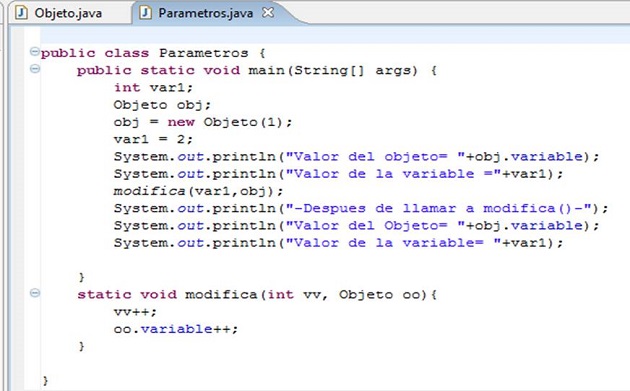 Objeto.java Parametros.java
public class Parametros {
public static void main(String[] args) {
int var1;
Objeto obj;
obj = new Objeto(1);
var1 = 2;
System.out.println("Valor del objeto= "+obj.variable);
System.out.println("Valor de la variable ="+var1);
modifica(var1,obj);
System.out.println("-Despues de llamar a modifica()-");
System.out.println("Valor del Objeto= "+obj.variable);
System.out.println("Valor de la variable= "+var1);
}
static void modifica(int vv, Objeto oo){
vv++;
oo.variable++;
}
}